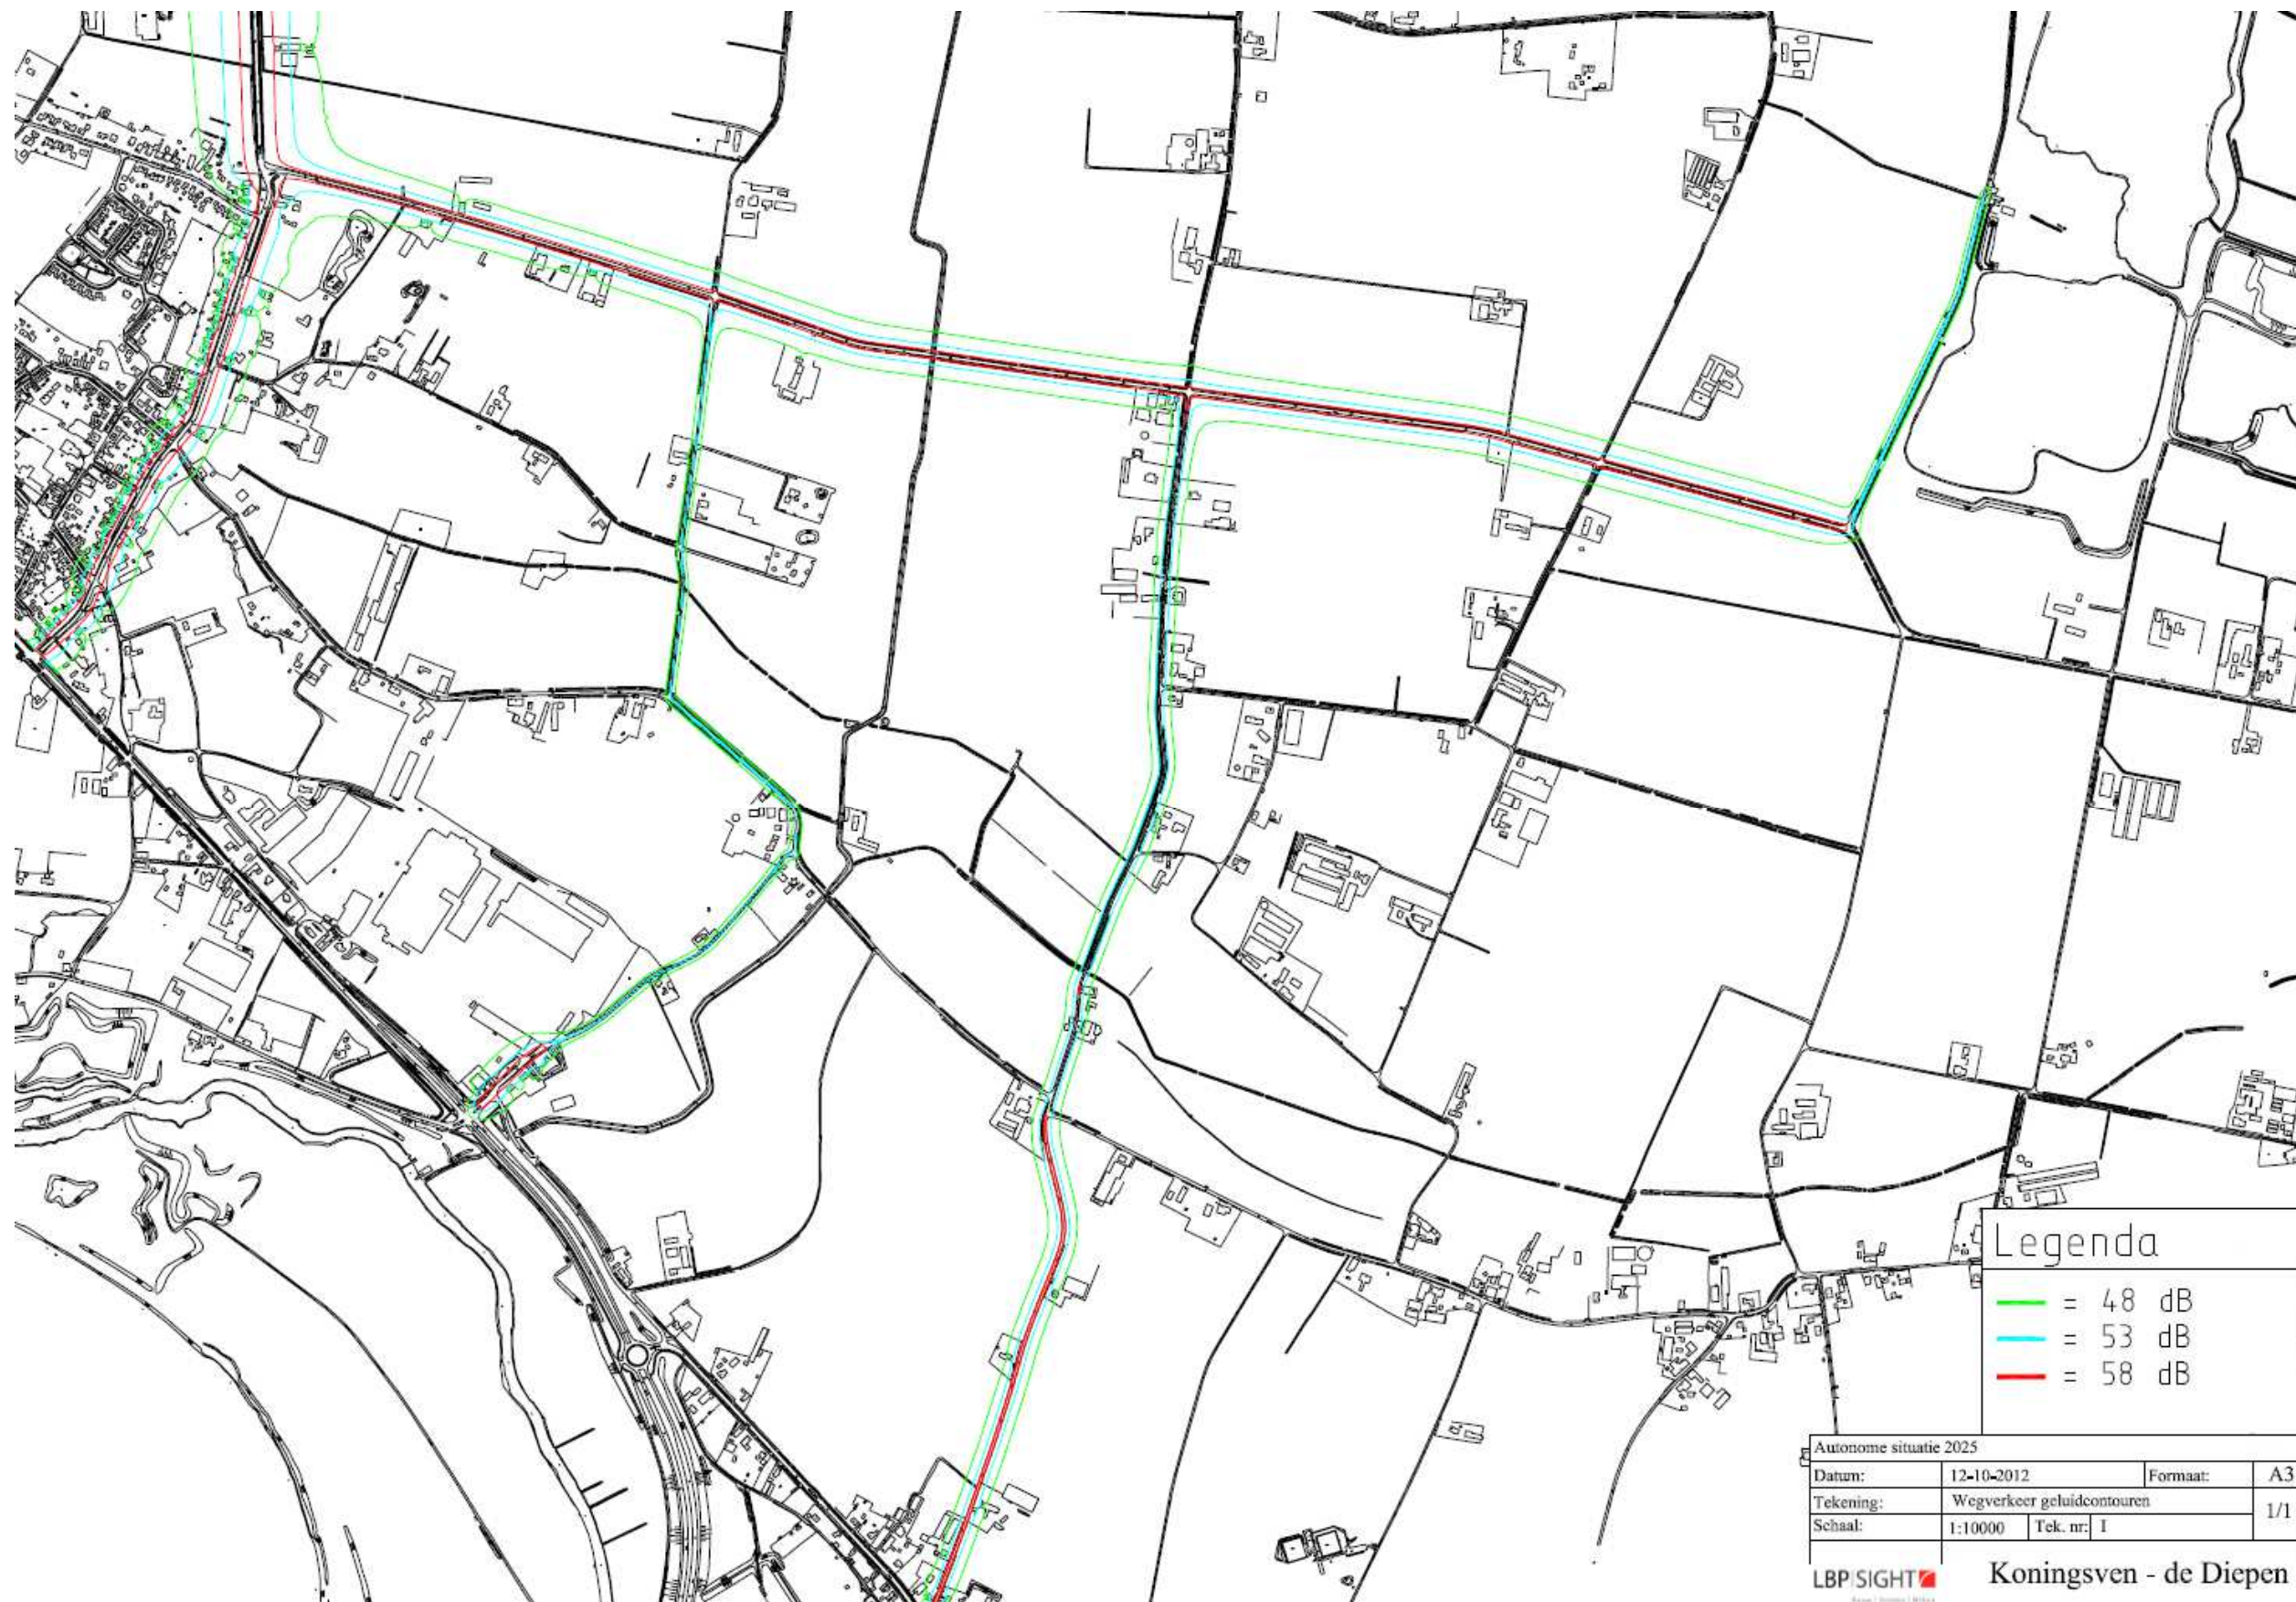 Legenda
= 48 dB
= 53 dB
= 58 dB
Autonome situatie 2025
Datum: 12-10-2012 Formaat: A3
Tekening: Wegverkeer geluidcontouren 1/1
Schaal: 1:10000 Tek. nr: I
LBP SIGHT Koningsven - de Diepen